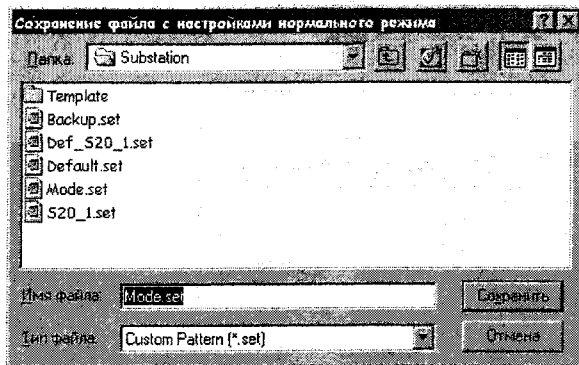 Сохранение файла с настройками нормального режима
Папка: Substation
Template
Backup.set
Def_S20_1.set
Default.set
Mode.set
S20_1.set
Имя файла: Mode.set Сохранить
Тип файла: Custom Pattern (*.set) Отмена